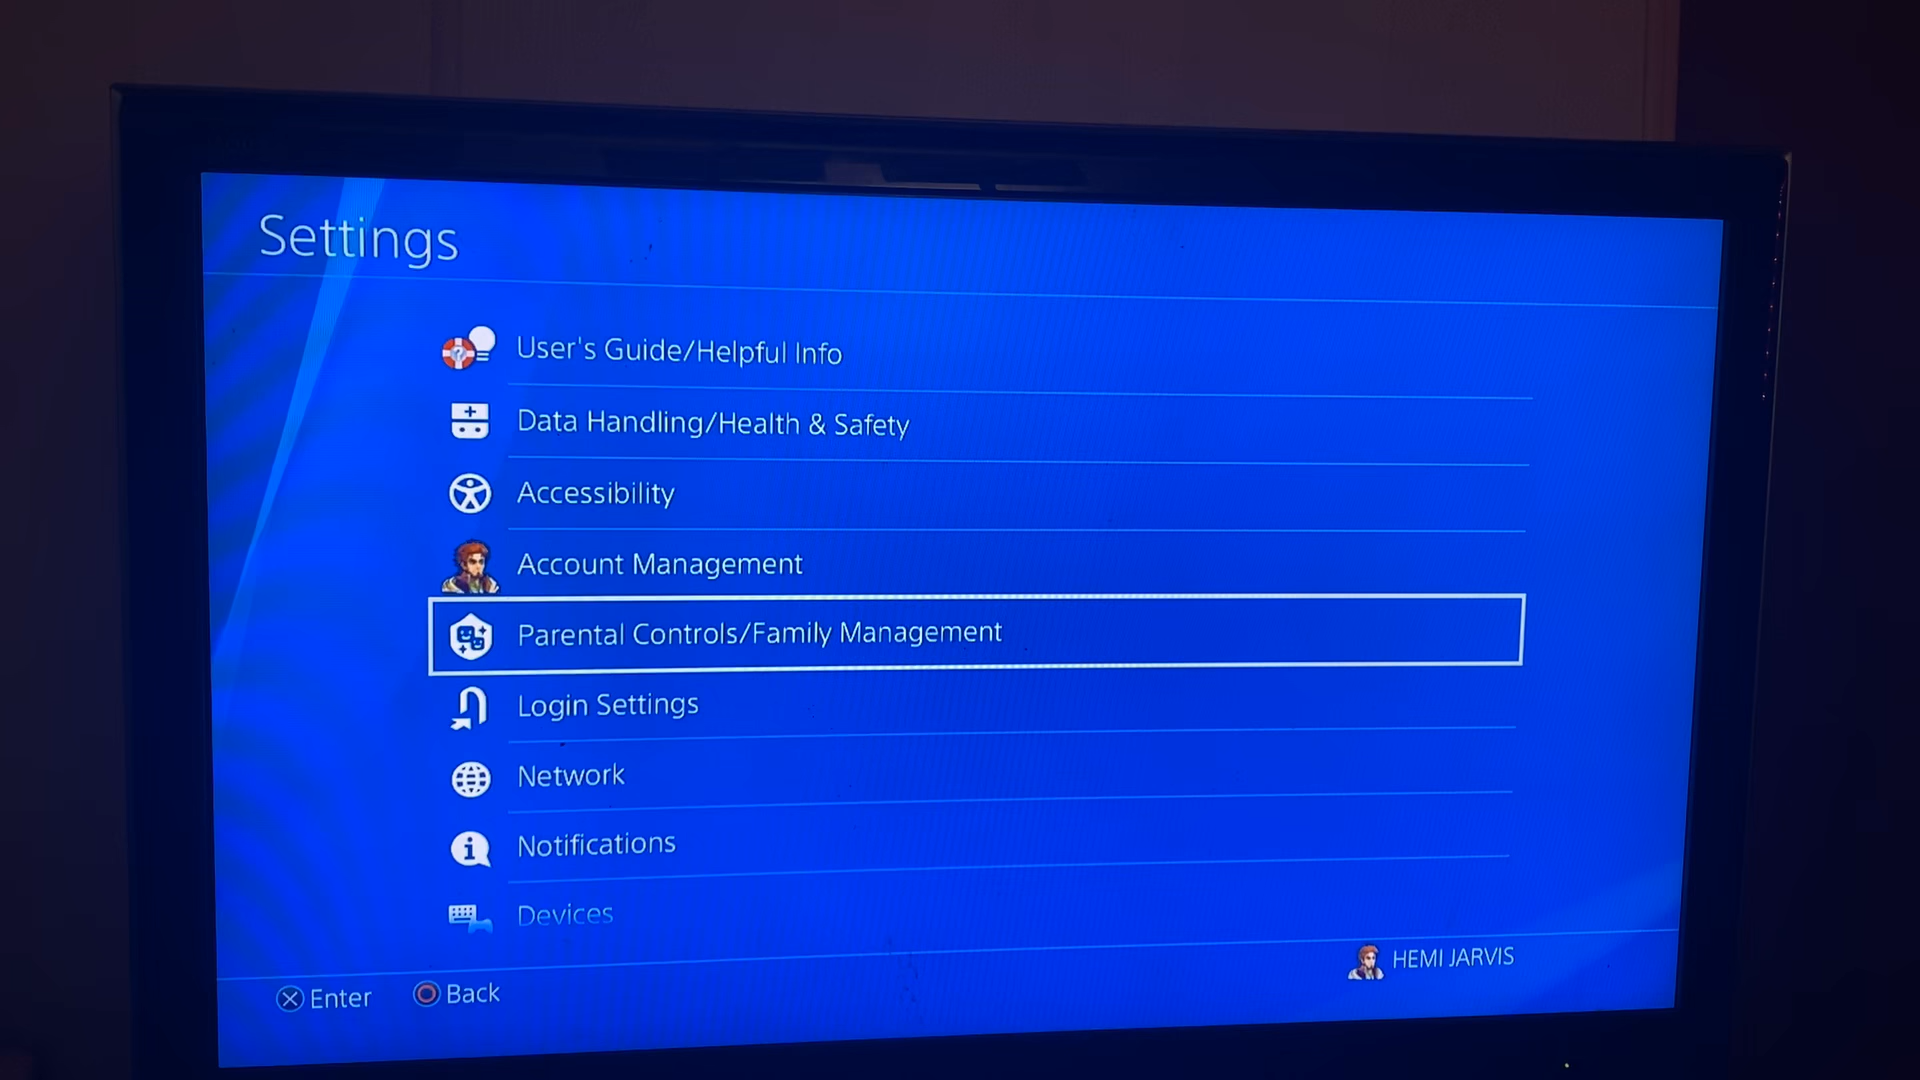 Settings
User's Guide/Helpful Info
Data Handling/Health & Safety
Accessibility
Account Management
Parental Controls/Family Management
Login Settings
Network
Notifications
Devices
HEMI JARVIS
Enter
Back